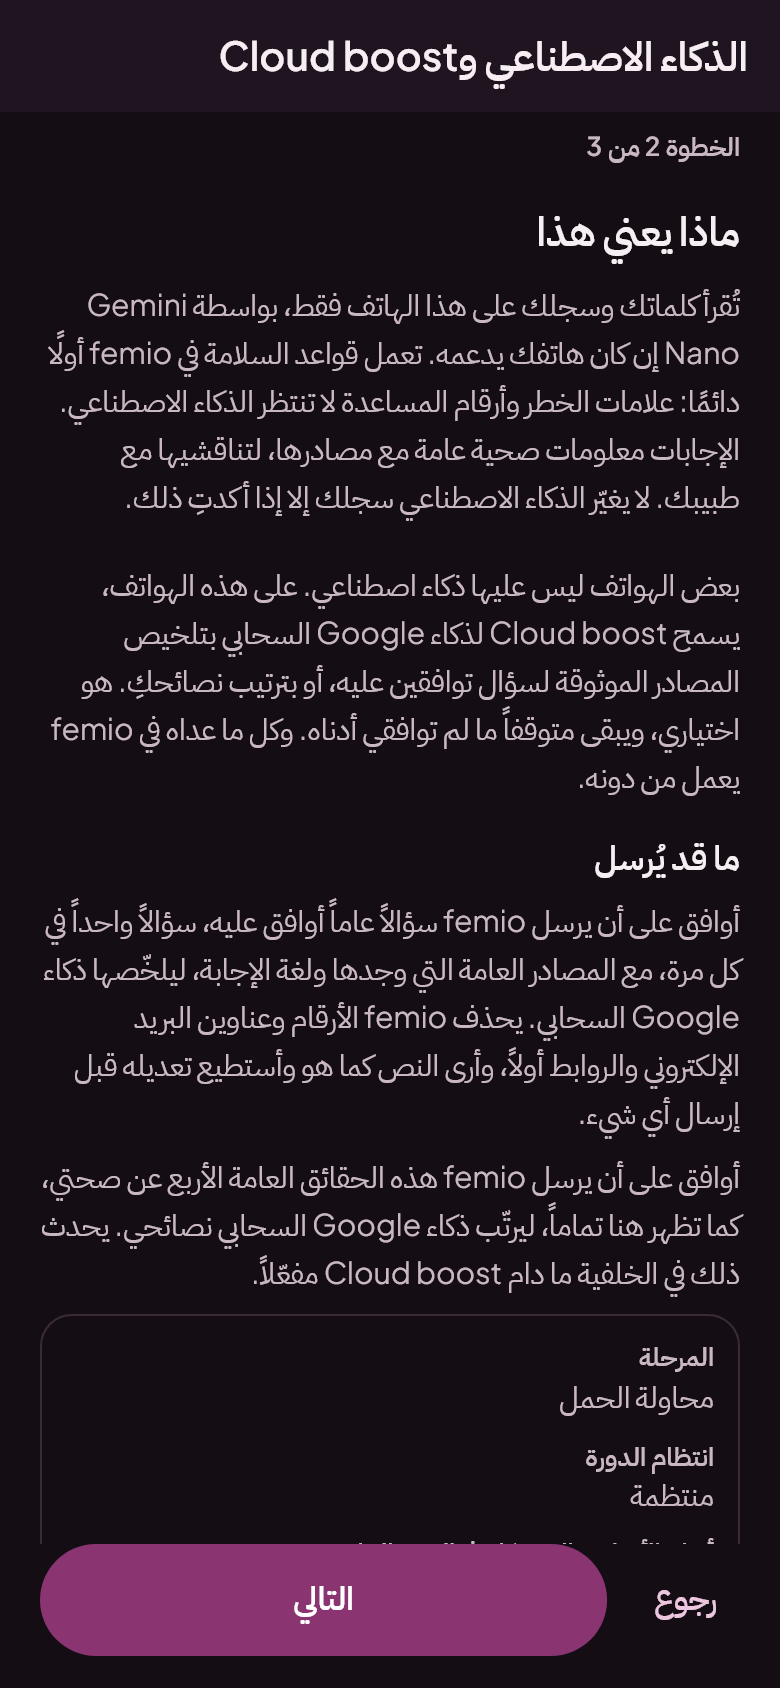 الذكاء الاصطناعي وCloud boost
الخطوة 2 من 3
ماذا يعني هذا
تُقرأ كلماتك وسجلك على هذا الهاتف فقط، بواسطة Gemini
Nano إن كان هاتفك يدعمه. تعمل قواعد السلامة في femio أولًا
دائمًا: علامات الخطر وأرقام المساعدة لا تنتظر الذكاء الاصطناعي.
الإجابات معلومات صحية عامة مع مصادرها، لتناقشيها مع
طبيبك. لا يغيّر الذكاء الاصطناعي سجلك إلا إذا أكدتِ ذلك.
بعض الهواتف ليس عليها ذكاء اصطناعي. على هذه الهواتف،
يسمح Cloud boost لذكاء Google السحابي بتلخيص
المصادر الموثوقة لسؤال توافقين عليه، أو بترتيب نصائحكِ. هو
اختياري، ويبقى متوقفاً ما لم توافقي أدناه. وكل ما عداه في femio
يعمل من دونه.
ما قد يُرسل
أوافق على أن يرسل femio سؤالاً عاماً أوافق عليه، سؤالاً واحداً في
كل مرة، مع المصادر العامة التي وجدها ولغة الإجابة، ليلخّصها ذكاء
Google السحابي. يحذف femio الأرقام وعناوين البريد
الإلكتروني والروابط أولاً، وأرى النص كما هو وأستطيع تعديله قبل
إرسال أي شيء.
أوافق على أن يرسل femio هذه الحقائق العامة الأربع عن صحتي،
كما تظهر هنا تماماً، ليرتّب ذكاء Google السحابي نصائحي. يحدث
ذلك في الخلفية ما دام Cloud boost مفعّلاً.
المرحلة
محاولة الحمل
انتظام الدورة
منتظمة
رجوع
التالي